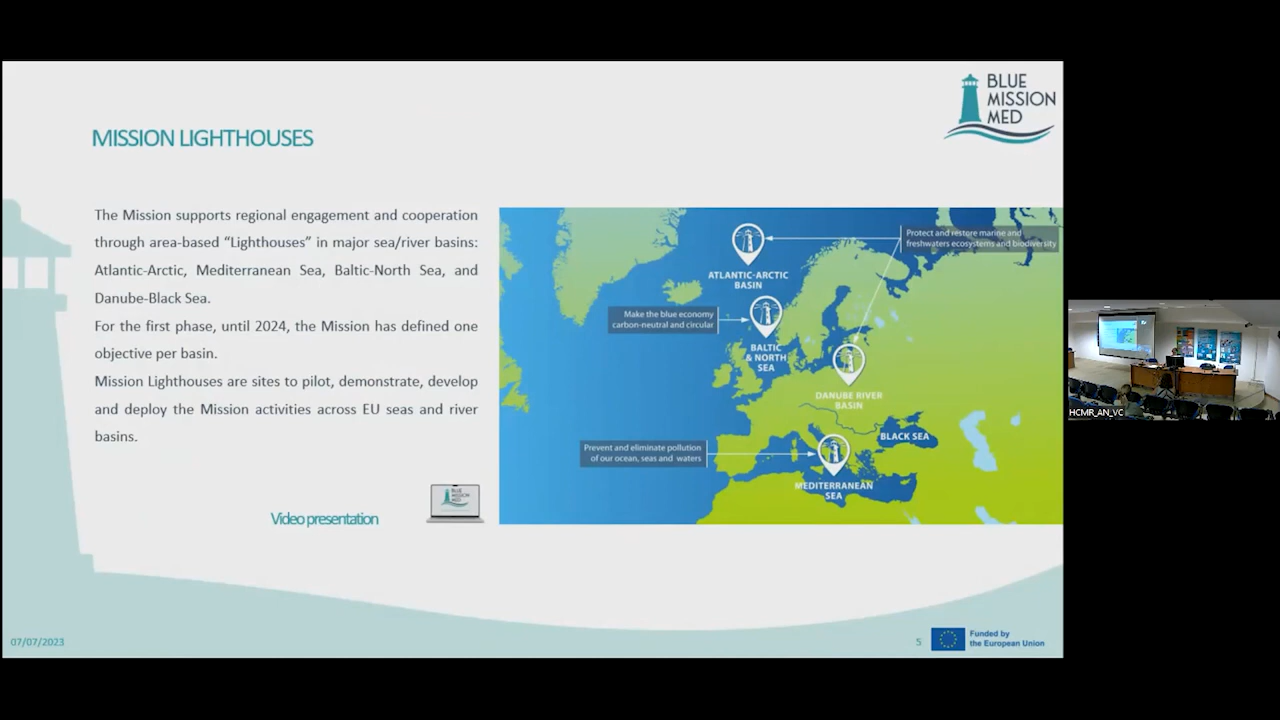 BLUE
MISSION
MED
MISSION LIGHTHOUSES
The Mission supports regional engagement and cooperation
through area-based “Lighthouses” in major sea/river basins:
Atlantic-Arctic, Mediterranean Sea, Baltic-North Sea, and
Danube-Black Sea.
For the first phase, until 2024, the Mission has defined one
objective per basin.
Mission Lighthouses are sites to pilot, demonstrate, develop
and deploy the Mission activities across EU seas and river
basins.
Video presentation
BLUE
MISSION
MED
Protect and restore marine and
freshwaters ecosystems and biodiversity
ATLANTIC-ARCTIC
BASIN
Make the blue economy
carbon-neutral and circular
BALTIC
& NORTH
SEA
DANUBE RIVER
BASIN
BLACK SEA
Prevent and eliminate pollution
of our ocean, seas and waters
MEDITERRANEAN
SEA
HCMR_AN_VC
07/07/2023
5
Funded by
the European Union